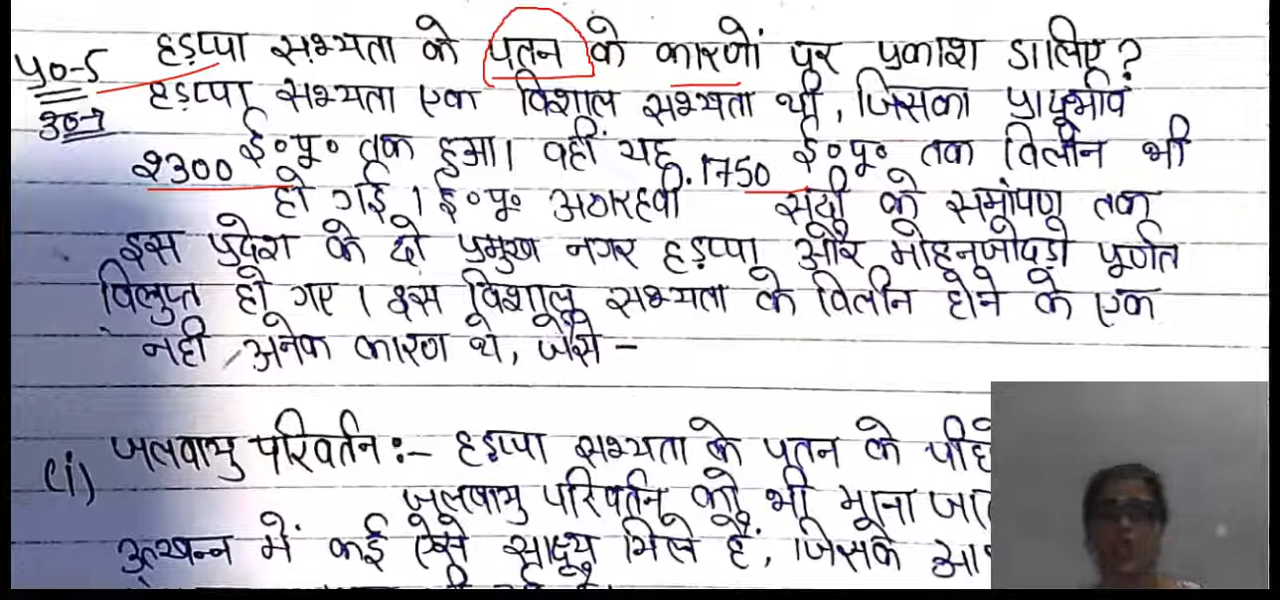 प्र०-5 हड़प्पा सभ्यता के पतन के कारणों पर प्रकाश डालिए?
उ०→ हड़प्पा सभ्यता एक विशाल सभ्यता थी, जिसका प्रादुर्भाव
2300 ई०पू० तक हुआ। वहीं यह 1750 ई०पू० तक विलीन भी
हो गई। ई०पू० अठारहवी सदी के समापण तक
इस प्रदेश के दो प्रमुख नगर हड़प्पा और मोहनजोदड़ो पूर्णत
विलुप्त हो गए। इस विशाल सभ्यता के विलीन होने के एक
नही अनेक कारण थे, जैसे –
(i) जलवायु परिवर्तन:- हड़प्पा सभ्यता के पतन के पीछे
जलवायु परिवर्तन को भी माना
उत्खन्न में कई ऐसे साक्ष्य मिले हैं, जिसके